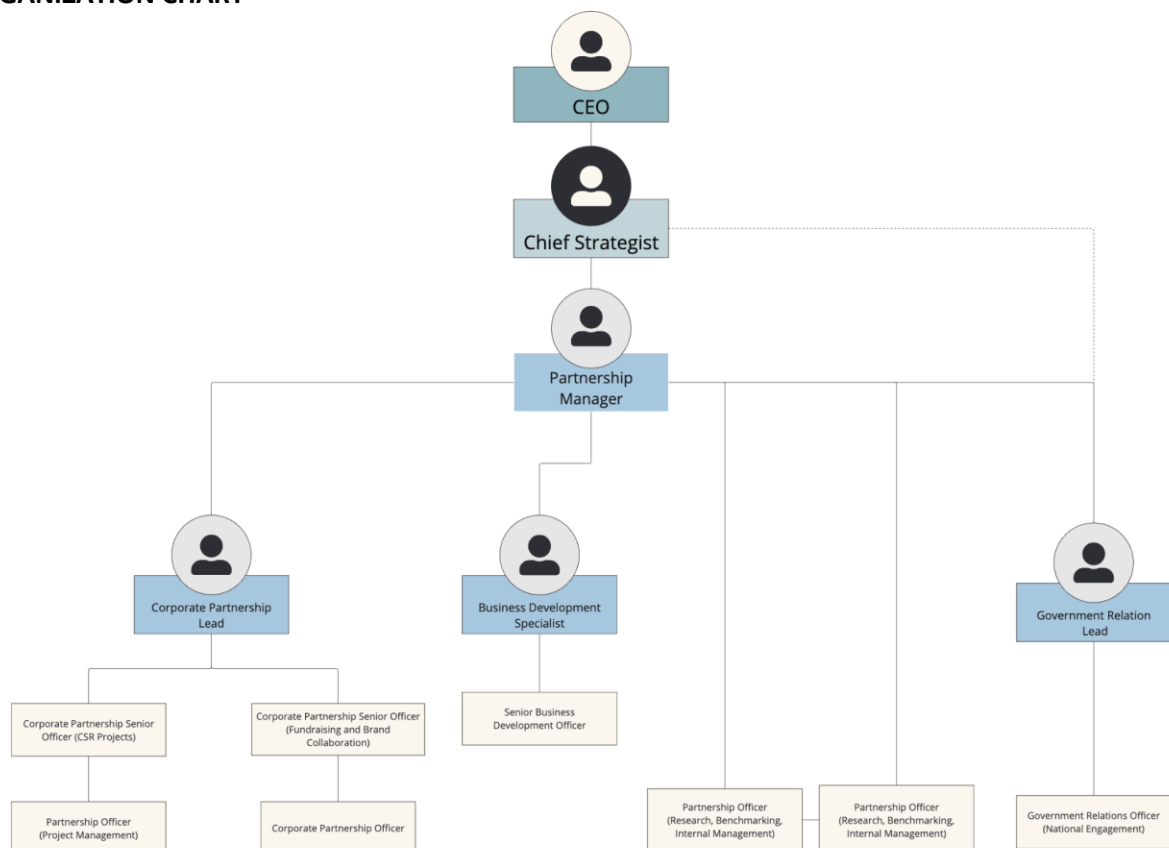 CEO
Chief Strategist
Partnership
Manager
Corporate Partnership
Lead
Business Development
Specialist
Government Relation
Lead
Corporate Partnership Senior
Officer (CSR Projects)
Corporate Partnership Senior Officer
(Fundraising and Brand
Collaboration)
Senior Business
Development Officer
Partnership Officer
(Project Management)
Corporate Partnership Officer
Partnership Officer
(Research, Benchmarking,
Internal Management)
Partnership Officer
(Research, Benchmarking,
Internal Management)
Government Relations Officer
(National Engagement)